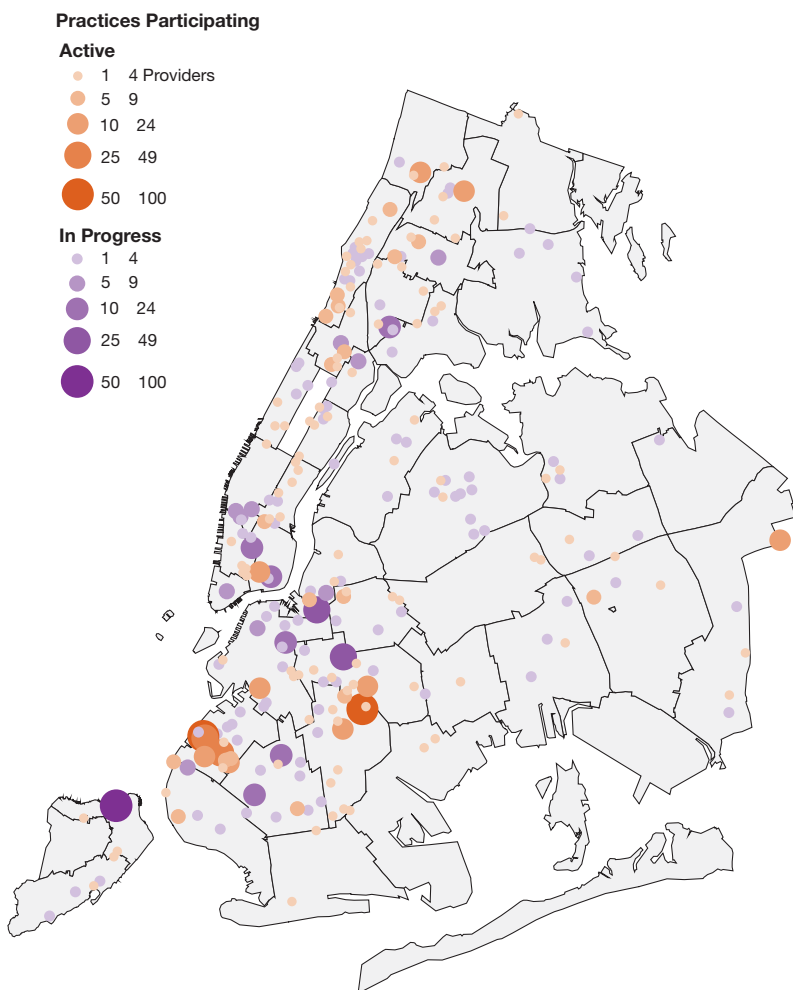 Practices Participating
Active
1 4 Providers
5 9
10 24
25 49
50 100
In Progress
1 4
5 9
10 24
25 49
50 100